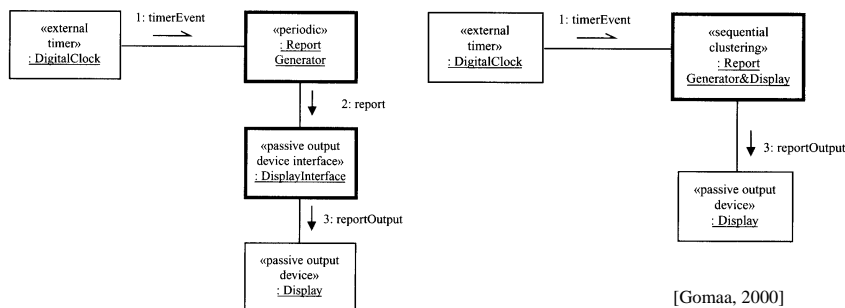 1: timerEvent
«external
timer»
: DigitalClock
«periodic»
: Report
Generator
2: report
«passive output
device interface»
: DisplayInterface
3: reportOutput
«passive output
device»
: Display
1: timerEvent
«external
timer»
: DigitalClock
«sequential
clustering»
: Report
Generator&Display
3: reportOutput
«passive output
device»
: Display
[Gomaa, 2000]